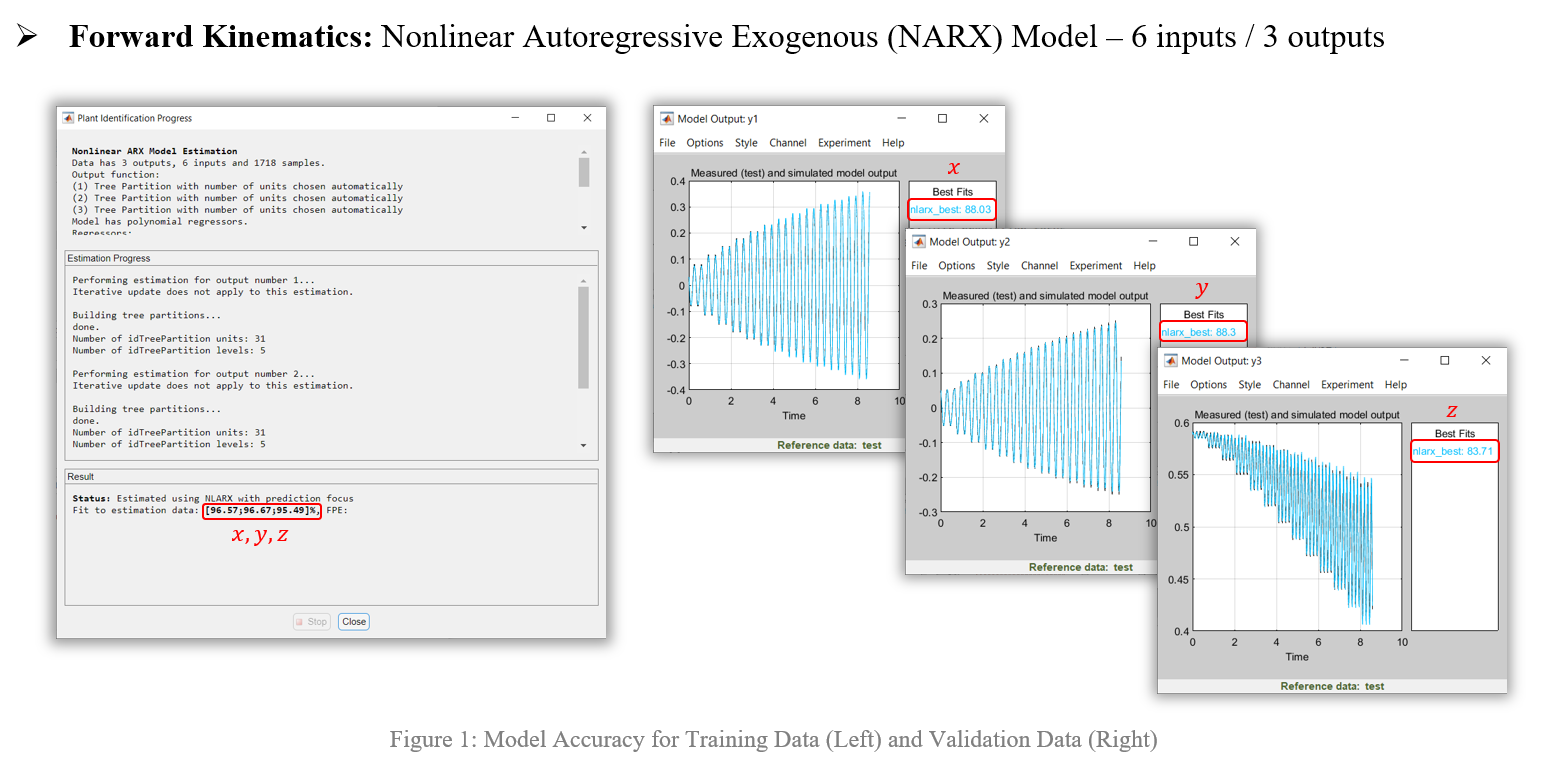 ➢ Forward Kinematics: Nonlinear Autoregressive Exogenous (NARX) Model – 6 inputs / 3 outputs
Plant Identification Progress
Nonlinear ARX Model Estimation
Data has 3 outputs, 6 inputs and 1718 samples.
Output function:
(1) Tree Partition with number of units chosen automatically
(2) Tree Partition with number of units chosen automatically
(3) Tree Partition with number of units chosen automatically
Model has polynomial regressors.
Regressors:
Estimation Progress
Performing estimation for output number 1...
Iterative update does not apply to this estimation.
Building tree partitions...
done.
Number of idTreePartition units: 31
Number of idTreePartition levels: 5
Performing estimation for output number 2...
Iterative update does not apply to this estimation.
Building tree partitions...
done.
Number of idTreePartition units: 31
Number of idTreePartition levels: 5
Result
Status: Estimated using NLARX with prediction focus
Fit to estimation data: [96.57;96.67;95.49]%, FPE:
x, y, z
Stop Close
Model Output: y1
File Options Style Channel Experiment Help
x
Measured (test) and simulated model output
Best Fits
nlarx_best: 88.03
0.4
0.3
0.2
0.1
0
-0.1
-0.2
-0.3
-0.4
0 2 4 6 8 10
Time
Reference data: test
Model Output: y2
File Options Style Channel Experiment Help
y
Measured (test) and simulated model output
Best Fits
nlarx_best: 88.3
0.3
0.2
0.1
0
-0.1
-0.2
-0.3
0 2 4 6 8 10
Time
Reference data: test
Model Output: y3
File Options Style Channel Experiment Help
z
Measured (test) and simulated model output
Best Fits
nlarx_best: 83.71
0.6
0.55
0.5
0.45
0.4
0 2 4 6 8 10
Time
Reference data: test
Figure 1: Model Accuracy for Training Data (Left) and Validation Data (Right)